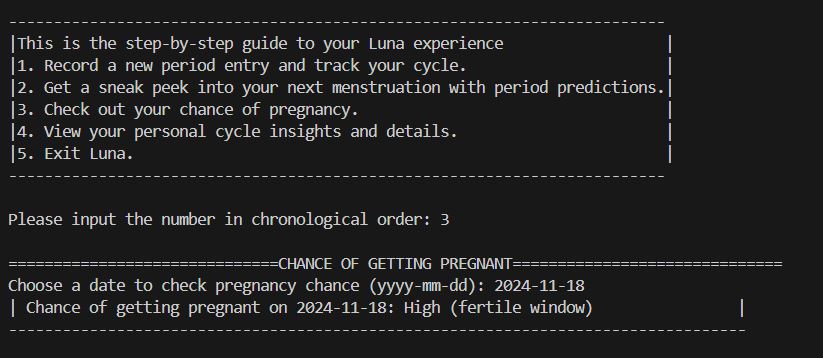 -------------------------------------------------------------------------
|This is the step-by-step guide to your Luna experience                  |
|1. Record a new period entry and track your cycle.                      |
|2. Get a sneak peek into your next menstruation with period predictions.|
|3. Check out your chance of pregnancy.                                  |
|4. View your personal cycle insights and details.                       |
|5. Exit Luna.                                                           |
-------------------------------------------------------------------------
Please input the number in chronological order: 3
==============================CHANCE OF GETTING PREGNANT==============================
Choose a date to check pregnancy chance (yyyy-mm-dd): 2024-11-18
| Chance of getting pregnant on 2024-11-18: High (fertile window)                |
----------------------------------------------------------------------------------